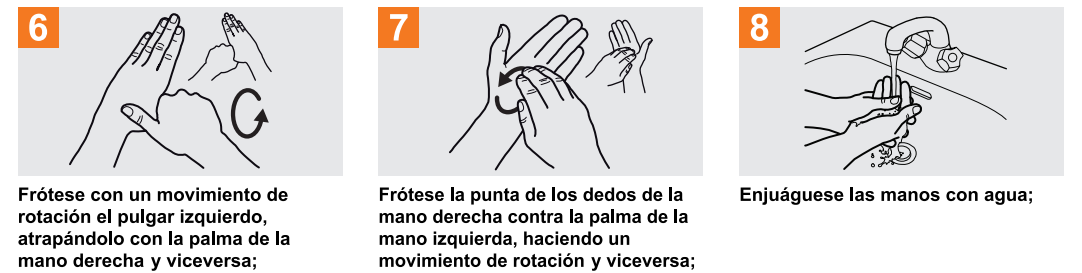 6
Frótese con un movimiento de
rotación el pulgar izquierdo,
atrapándolo con la palma de la
mano derecha y viceversa;
7
Frótese la punta de los dedos de la
mano derecha contra la palma de la
mano izquierda, haciendo un
movimiento de rotación y viceversa;
8
Enjuáguese las manos con agua;